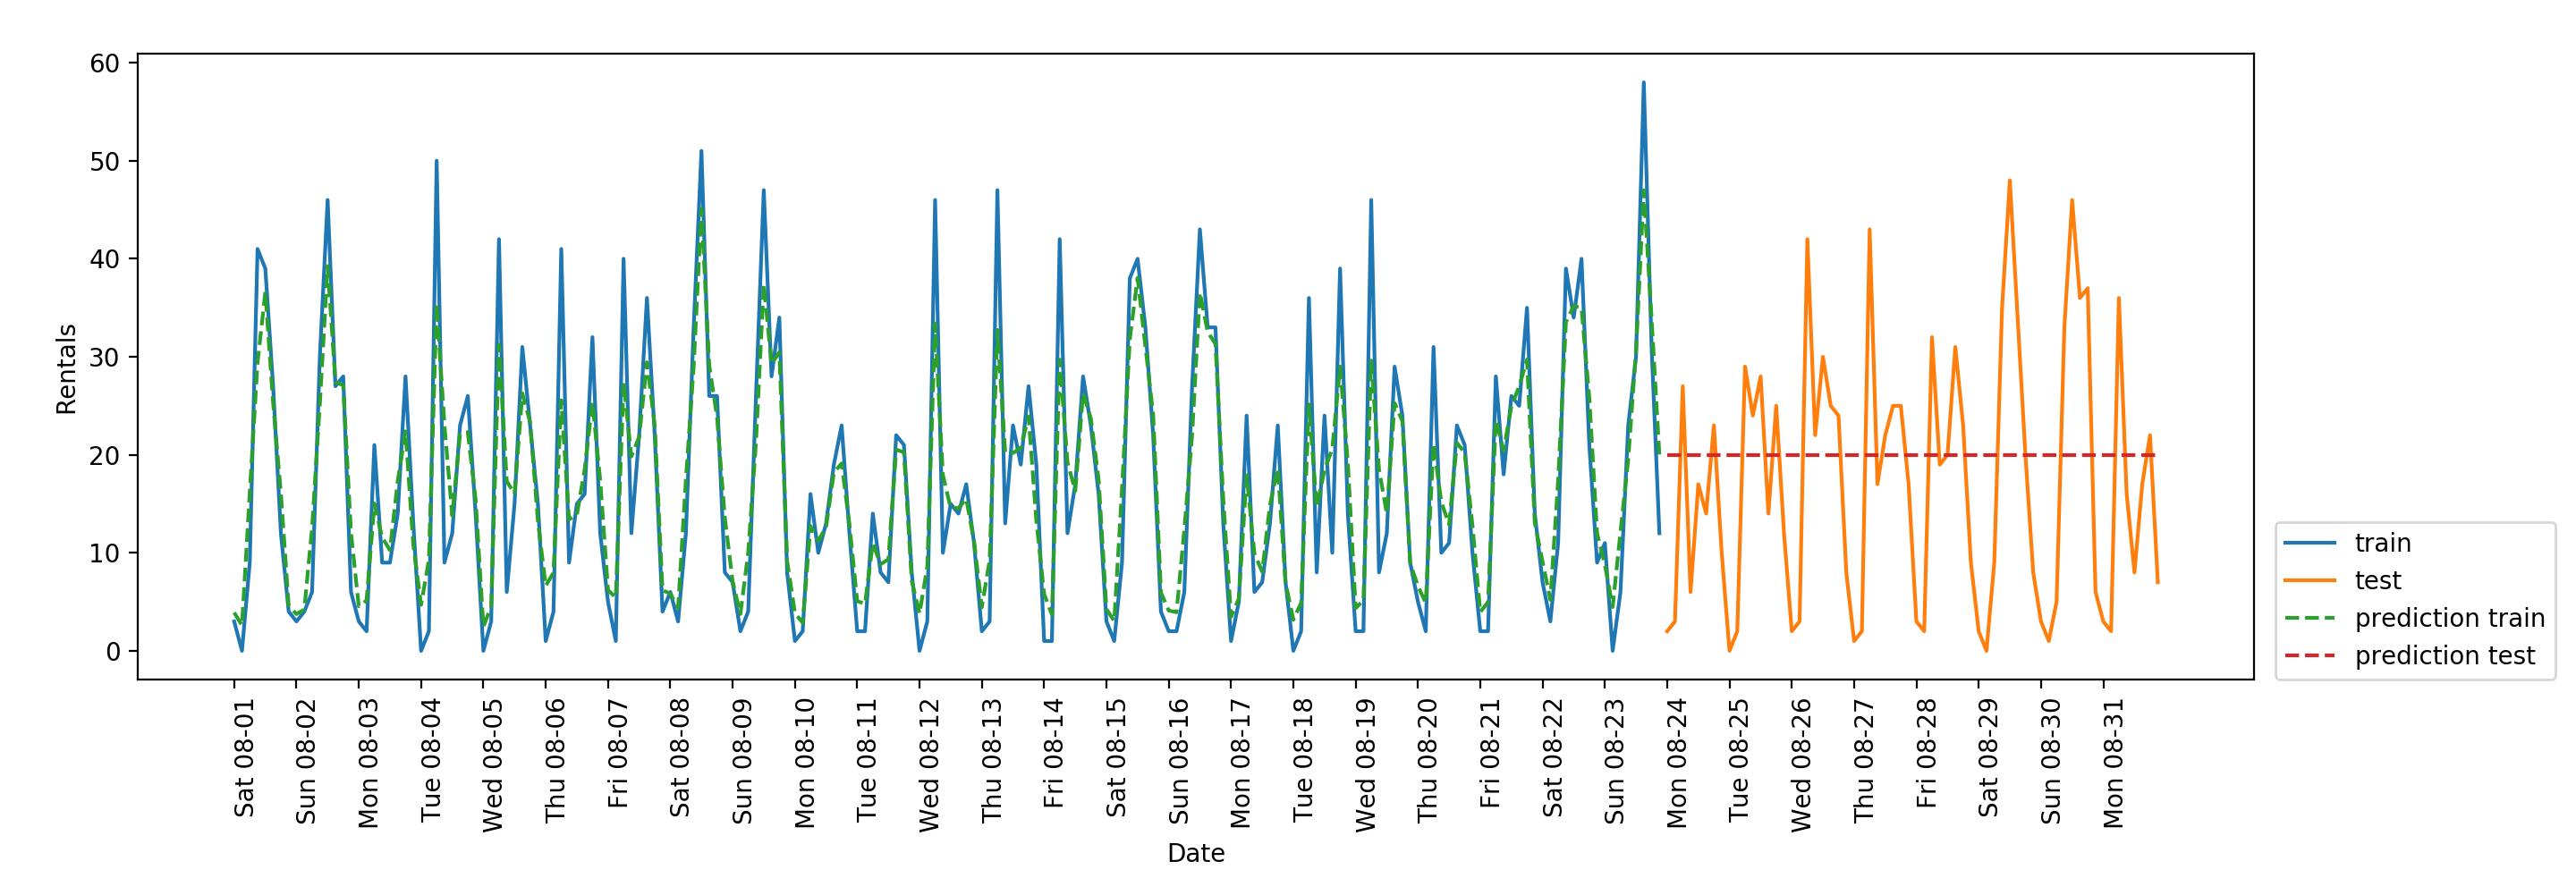 60
50
40
30
20
10
0
Rentals
Sat 08-01
Sun 08-02
Mon 08-03
Tue 08-04
Wed 08-05
Thu 08-06
Fri 08-07
Sat 08-08
Sun 08-09
Mon 08-10
Tue 08-11
Wed 08-12
Thu 08-13
Fri 08-14
Sat 08-15
Sun 08-16
Mon 08-17
Tue 08-18
Wed 08-19
Thu 08-20
Fri 08-21
Sat 08-22
Sun 08-23
Mon 08-24
Tue 08-25
Wed 08-26
Thu 08-27
Fri 08-28
Sat 08-29
Sun 08-30
Mon 08-31
Date
train
test
prediction train
prediction test